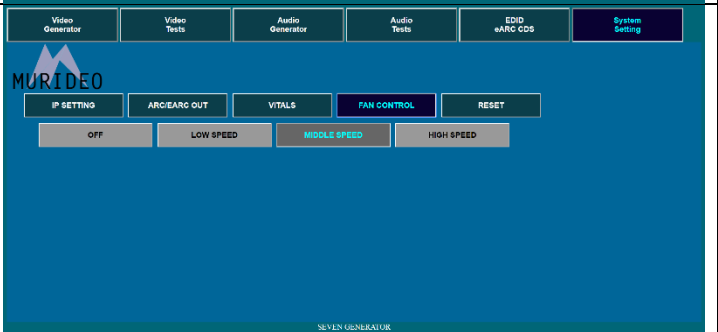 Video
Generator
Video
Tests
Audio
Generator
Audio
Tests
EDID
eARC CDS
System
Setting
MURIDEO
IP SETTING
ARC/EARC OUT
VITALS
FAN CONTROL
RESET
OFF
LOW SPEED
MIDDLE SPEED
HIGH SPEED
SEVEN GENERATOR